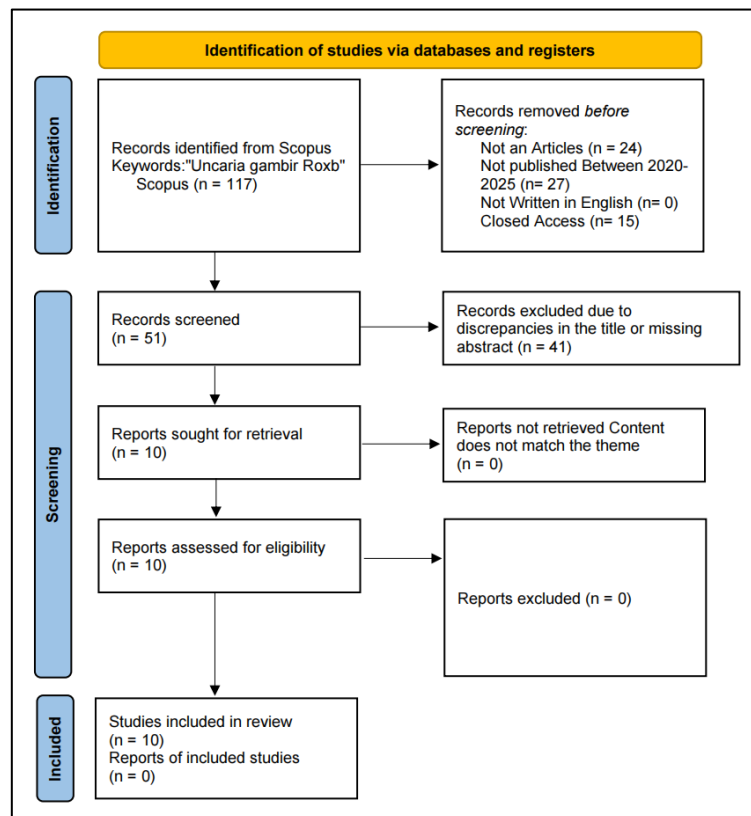 Identification of studies via databases and registers
Identification
Records identified from Scopus
Keywords:"Uncaria gambir Roxb"
Scopus (n = 117)
Records removed before
screening:
Not an Articles (n = 24)
Not published Between 2020-
2025 (n= 27)
Not Written in English (n= 0)
Closed Access (n= 15)
Screening
Records screened
(n = 51)
Records excluded due to
discrepancies in the title or missing
abstract (n = 41)
Reports sought for retrieval
(n = 10)
Reports not retrieved Content
does not match the theme
(n = 0)
Reports assessed for eligibility
(n = 10)
Reports excluded (n = 0)
Included
Studies included in review
(n = 10)
Reports of included studies
(n = 0)